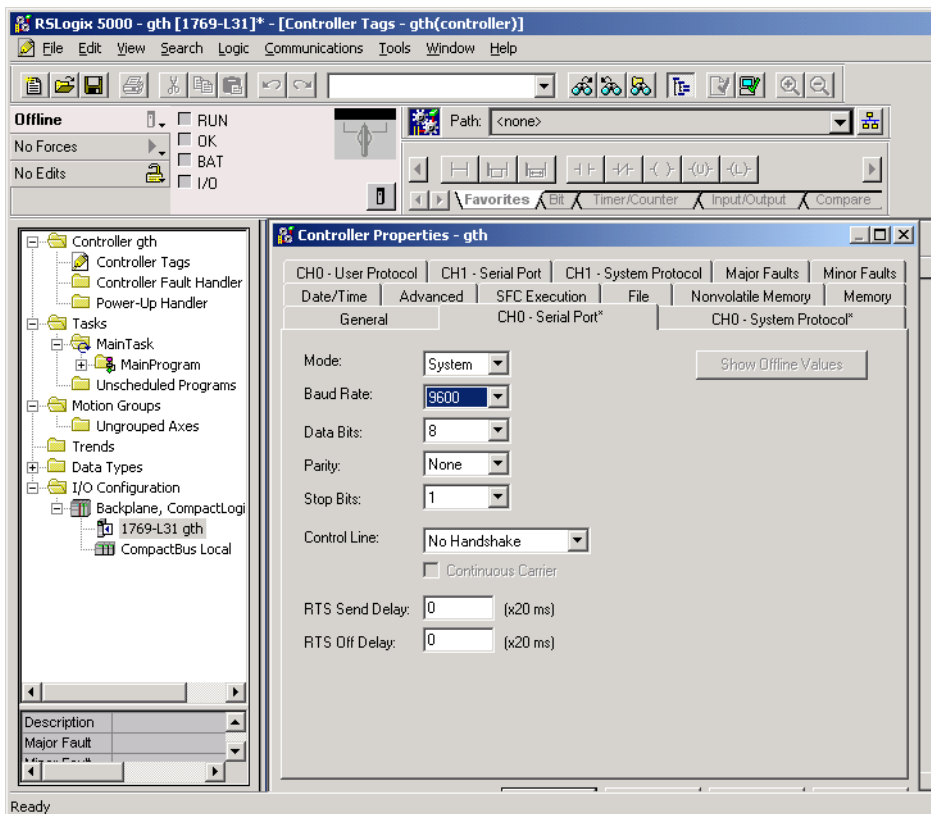 RSLogix 5000 - gth [1769-L31]* - [Controller Tags - gth(controller)]
File Edit View Search Logic Communications Tools Window Help
Offline
RUN
No Forces
OK
No Edits
BAT
I/O
Path: <none>
Favorites Bit Timer/Counter Input/Output Compare
Controller gth
Controller Tags
Controller Fault Handler
Power-Up Handler
Tasks
MainTask
MainProgram
Unscheduled Programs
Motion Groups
Ungrouped Axes
Trends
Data Types
I/O Configuration
Backplane, CompactLogi
1769-L31 gth
CompactBus Local
Description
Major Fault
Controller Properties - gth
CH0 - User Protocol CH1 - Serial Port CH1 - System Protocol Major Faults Minor Faults
Date/Time Advanced SFC Execution File Nonvolatile Memory Memory
General CH0 - Serial Port* CH0 - System Protocol*
Mode: System Show Offline Values
Baud Rate: 9600
Data Bits: 8
Parity: None
Stop Bits: 1
Control Line: No Handshake
Continuous Carrier
RTS Send Delay: 0 (x20 ms)
RTS Off Delay: 0 (x20 ms)
Ready